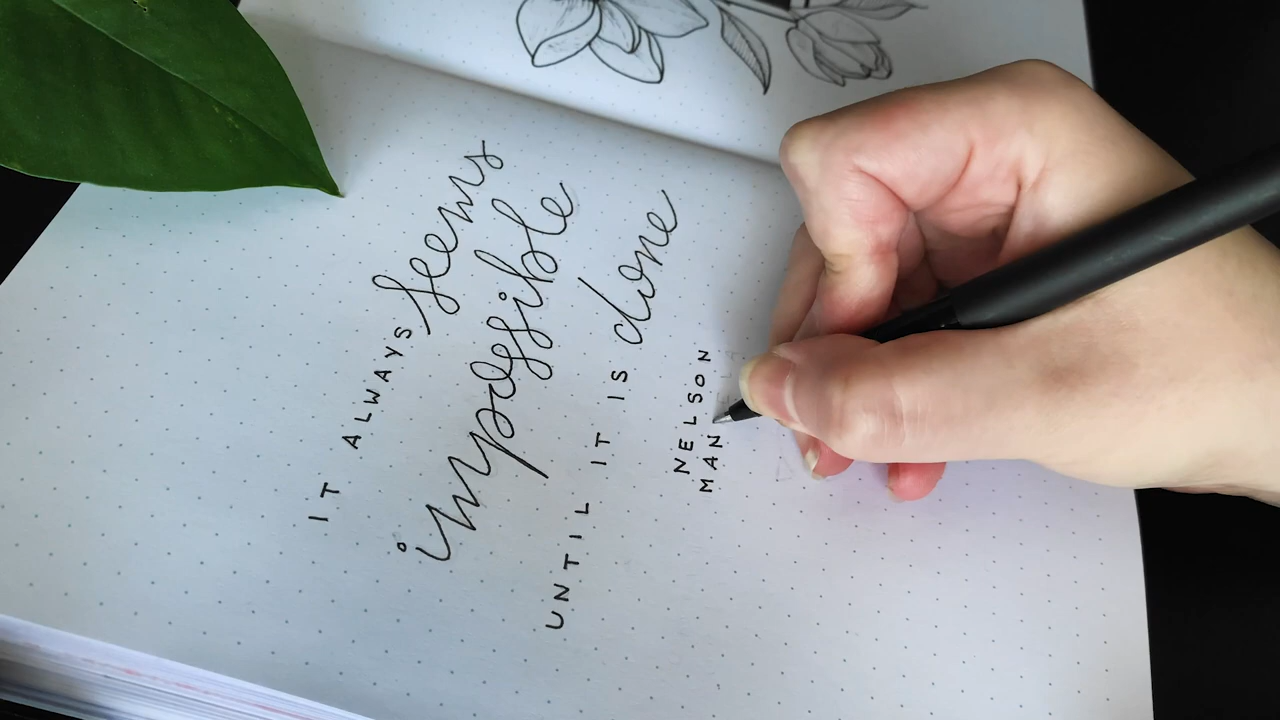 IT ALWAYS seems
impossible
UNTIL IT IS done
NELSON
MAN